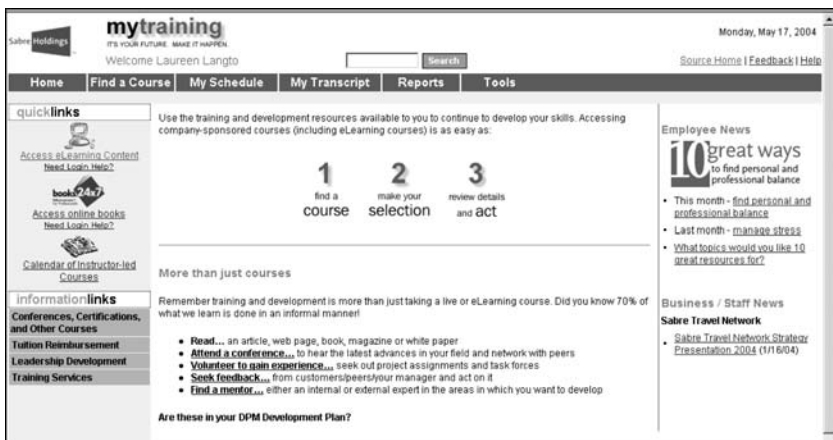 Sabre Holdings
mytraining
IT'S YOUR FUTURE. MAKE IT HAPPEN.
Welcome Laureen Langto
Search
Monday, May 17, 2004
Source Home | Feedback | Help
Home Find a Course My Schedule My Transcript Reports Tools
quicklinks
Access eLearning Content
Need Login Help?
books24x7
Access online books
Need Login Help?
Calendar of Instructor-led
Courses
informationlinks
Conferences, Certifications,
and Other Courses
Tuition Reimbursement
Leadership Development
Training Services
Use the training and development resources available to you to continue to develop your skills. Accessing
company-sponsored courses (including eLearning courses) is as easy as:
1
find a
course
2
make your
selection
3
review details
and act
More than just courses
Remember training and development is more than just taking a live or eLearning course. Did you know 70% of
what we learn is done in an informal manner!
• Read... an article, web page, book, magazine or white paper
• Attend a conference... to hear the latest advances in your field and network with peers
• Volunteer to gain experience... seek out project assignments and task forces
• Seek feedback... from customers/peers/your manager and act on it
• Find a mentor... either an internal or external expert in the areas in which you want to develop
Are these in your DPM Development Plan?
Employee News
10 great ways
to find personal and
professional balance
• This month - find personal and
professional balance
• Last month - manage stress
• What topics would you like 10
great resources for?
Business / Staff News
Sabre Travel Network
• Sabre Travel Network Strategy
Presentation 2004 (1/16/04)